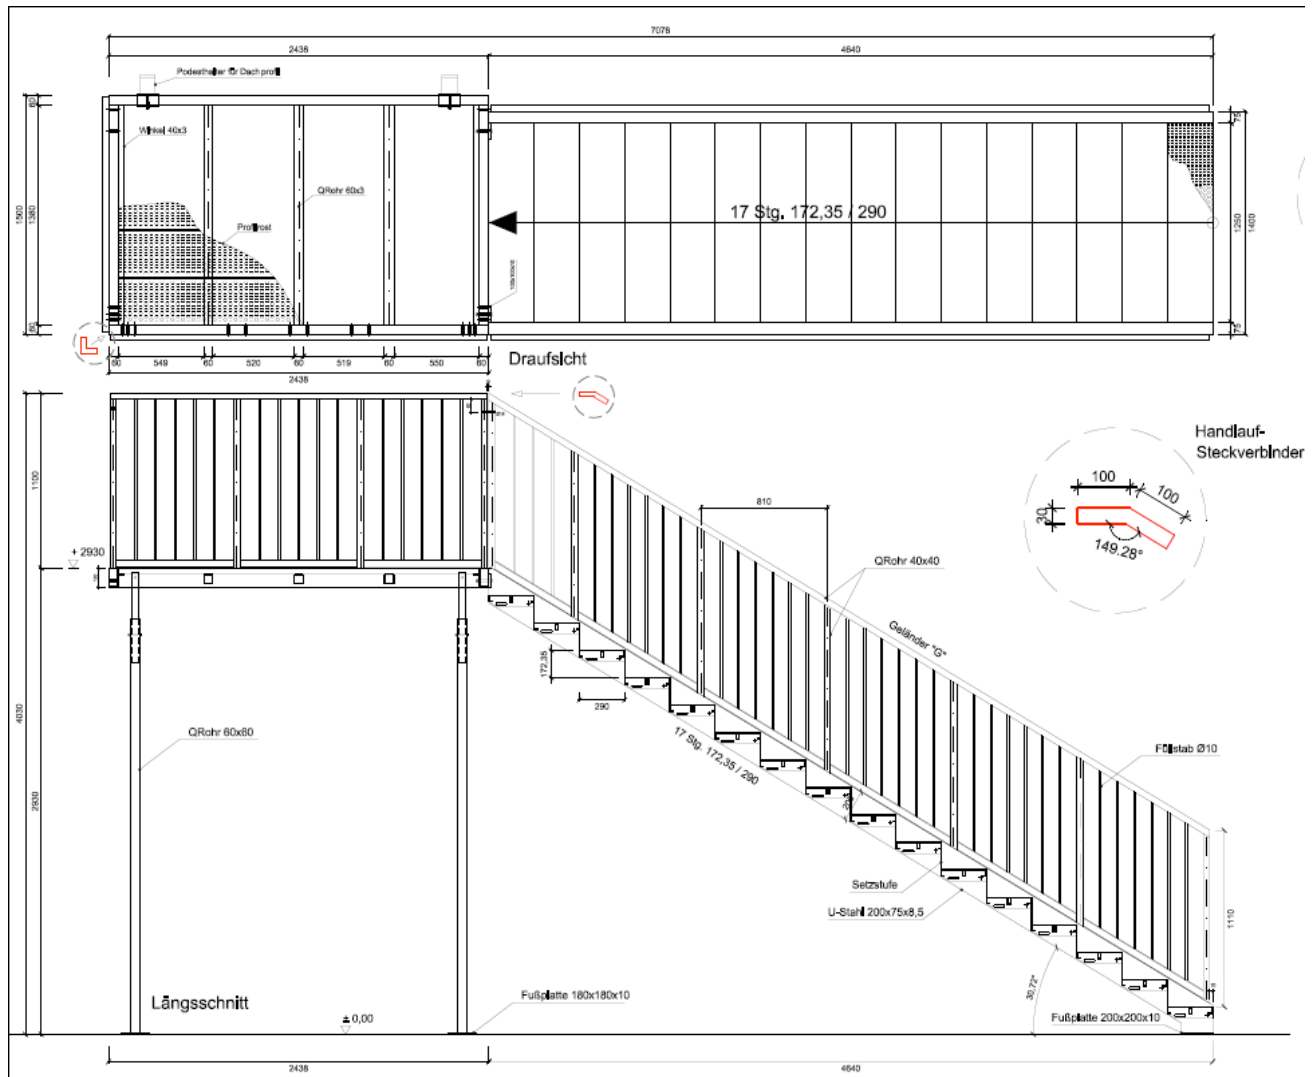 7078
2438
4640
Podesthalter für Dachprofil
60
Winkel 40x3
75
QRohr 60x3
1560
1380
17 Stg. 172,35 / 290
1250
1400
Profilrost
100x100x10
60
75
60
549
60
520
60
519
60
550
60
Draufsicht
2438
Handlauf-
Steckverbinder
100
100
30
149.28°
1100
810
+ 2930
QRohr 40x40
Geländer "G"
172,35
290
4030
QRohr 60x60
17 Stg. 172,35 / 290
Füllstab Ø10
2930
200
Setzstufe
U-Stahl 200x75x8,5
1110
30,72°
Längsschnitt
Fußplatte 180x180x10
± 0,00
Fußplatte 200x200x10
2438
4640